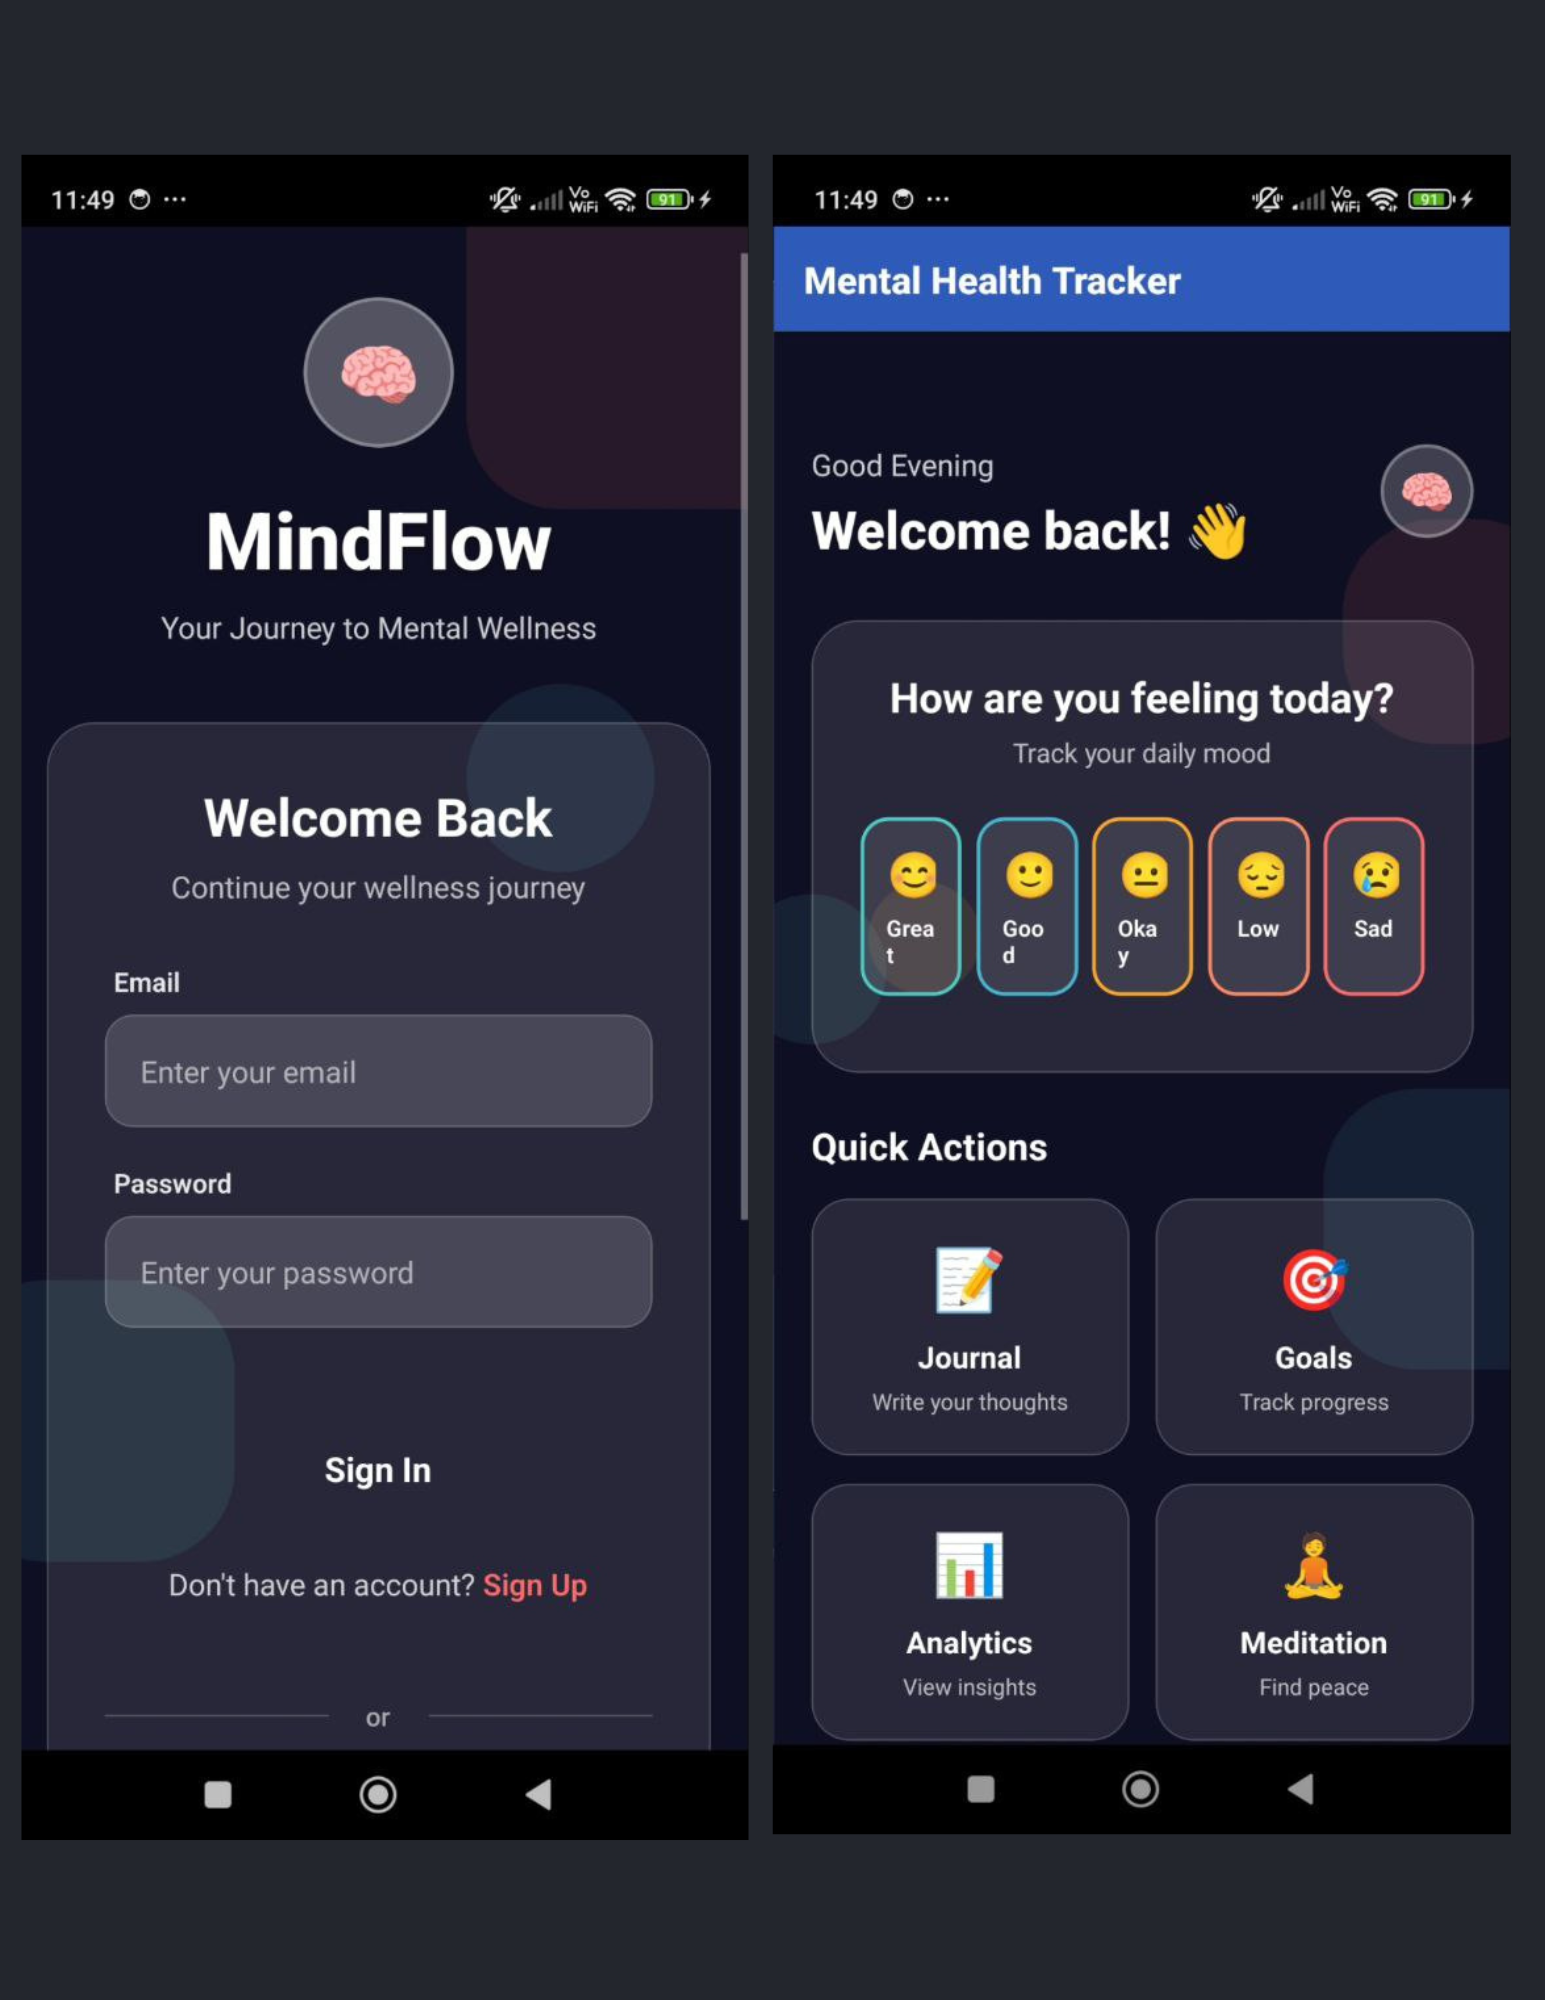 11:49
Vo
WiFi
91
MindFlow
Your Journey to Mental Wellness
Welcome Back
Continue your wellness journey
Email
Enter your email
Password
Enter your password
Sign In
Don't have an account? Sign Up
or
11:49
Vo
WiFi
91
Mental Health Tracker
Good Evening
Welcome back! 👋
How are you feeling today?
Track your daily mood
Grea
t
Goo
d
Oka
y
Low
Sad
Quick Actions
Journal
Write your thoughts
Goals
Track progress
Analytics
View insights
Meditation
Find peace